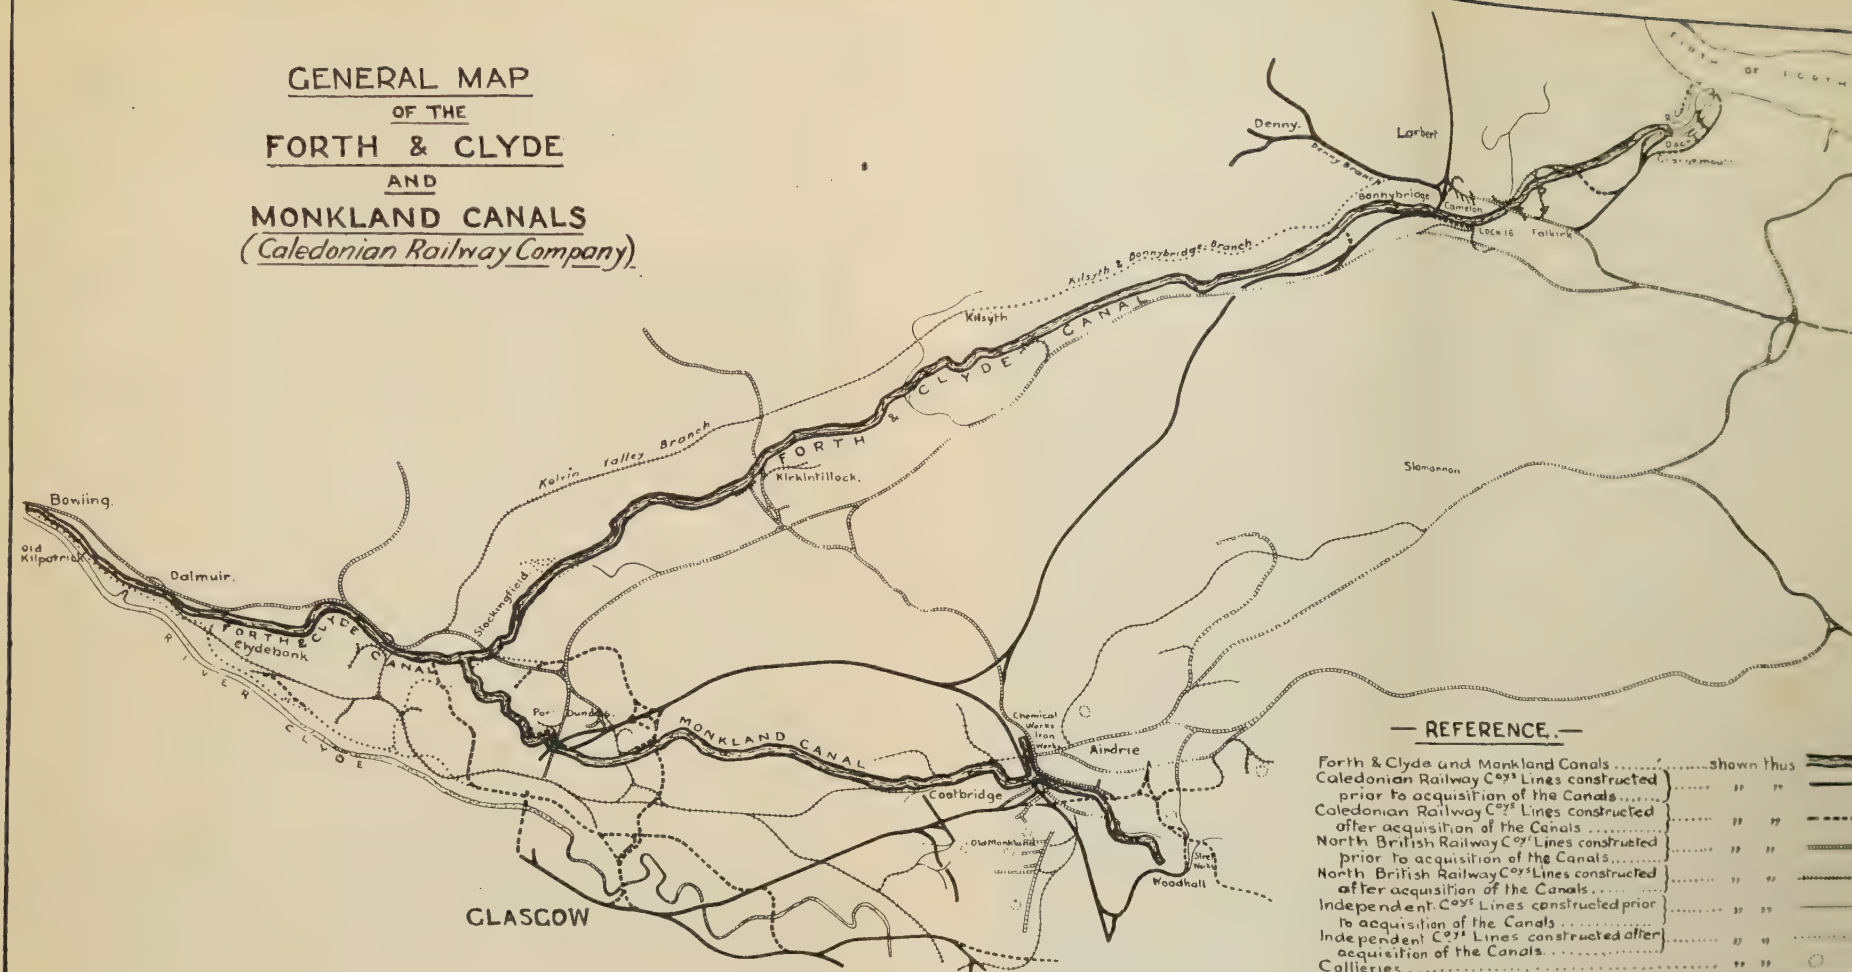 GENERAL MAP
OF THE
FORTH & CLYDE
AND
MONKLAND CANALS
(Caledonian Railway Company)
FIRTH OF FORTH
Denny.
Larbert
Denny Branch
Grangemouth
Bonnybridge
Camelon
LOCK 16
Falkirk
Kilsyth & Bonnybridge Branch
Kilsyth
FORTH & CLYDE CANAL
Kelvin Valley Branch
Kirkintillock.
Slamannan
Bowling.
Old
Kilpatrick
Dalmuir.
Stockingfield.
FORTH & CLYDE CANAL
Clydebank
RIVER CLYDE
Port Dundas
MONKLAND CANAL
Chemical
Works
Iron
Works
Airdrie
Coatbridge
Old Monkland
Steel
Works
Woodhall
GLASGOW
— REFERENCE. —
Forth & Clyde and Monkland Canals ............ shown thus
Caledonian Railway Coys Lines constructed
prior to acquisition of the Canals ...... " "
Caledonian Railway Coys Lines constructed
after acquisition of the Canals ...... " "
North British Railway Coys Lines constructed
prior to acquisition of the Canals ...... " "
North British Railway Coys Lines constructed
after acquisition of the Canals ...... " "
Independent Coys Lines constructed prior
to acquisition of the Canals ...... " "
Independent Coys Lines constructed after
acquisition of the Canals ...... " "
Collieries ...... " "